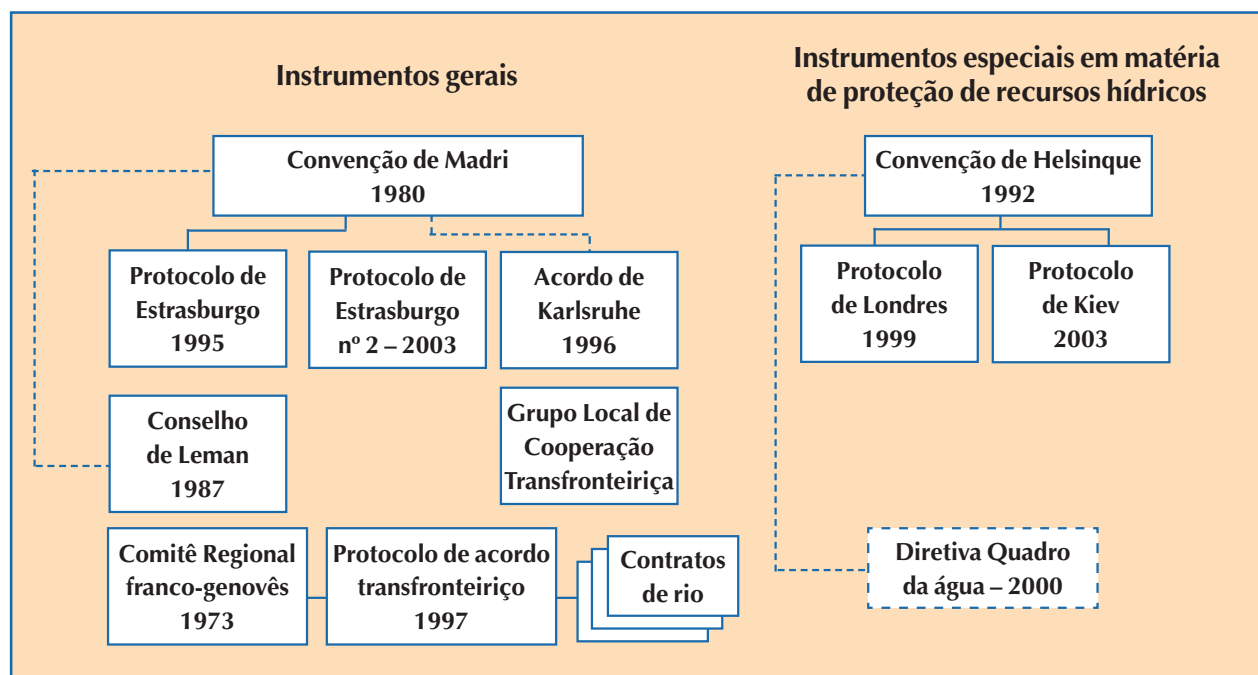 Instrumentos gerais
Convenção de Madri
1980
Protocolo de
Estrasburgo
1995
Protocolo de
Estrasburgo
nº 2 – 2003
Acordo de
Karlsruhe
1996
Conselho
de Leman
1987
Grupo Local de
Cooperação
Transfronteiriça
Comitê Regional
franco-genovês
1973
Protocolo de acordo
transfronteiriço
1997
Contratos
de rio
Instrumentos especiais em matéria
de proteção de recursos hídricos
Convenção de Helsinque
1992
Protocolo
de Londres
1999
Protocolo
de Kiev
2003
Diretiva Quadro
da água – 2000